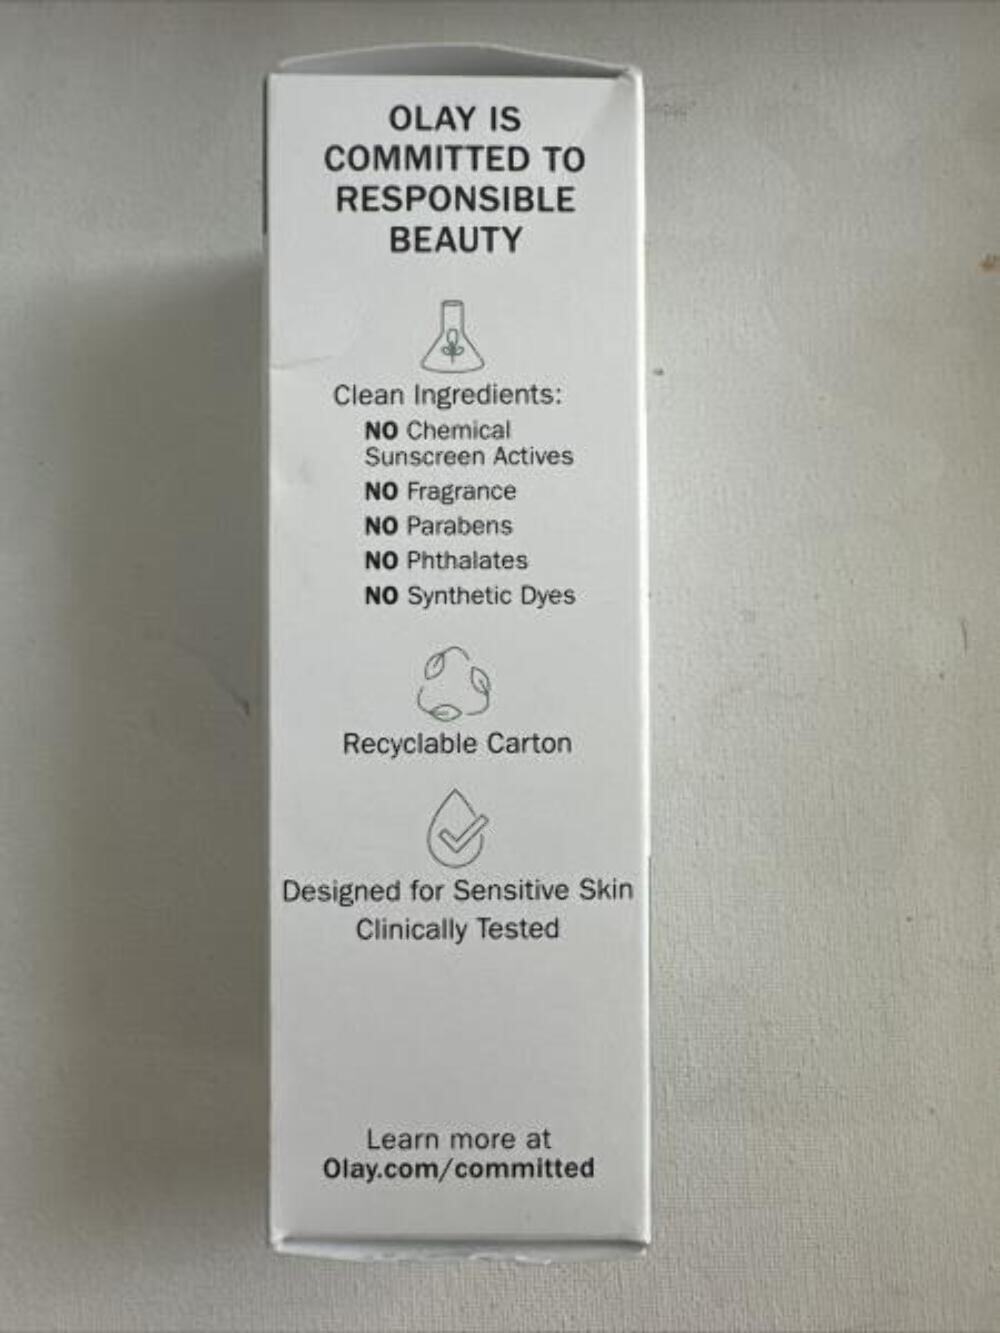 OLAY IS
COMMITTED TO
RESPONSIBLE
BEAUTY
Clean Ingredients:
NO Chemical
Sunscreen Actives
NO Fragrance
NO Parabens
NO Phthalates
NO Synthetic Dyes
Recyclable Carton
Designed for Sensitive Skin
Clinically Tested
Learn more at
Olay.com/committed